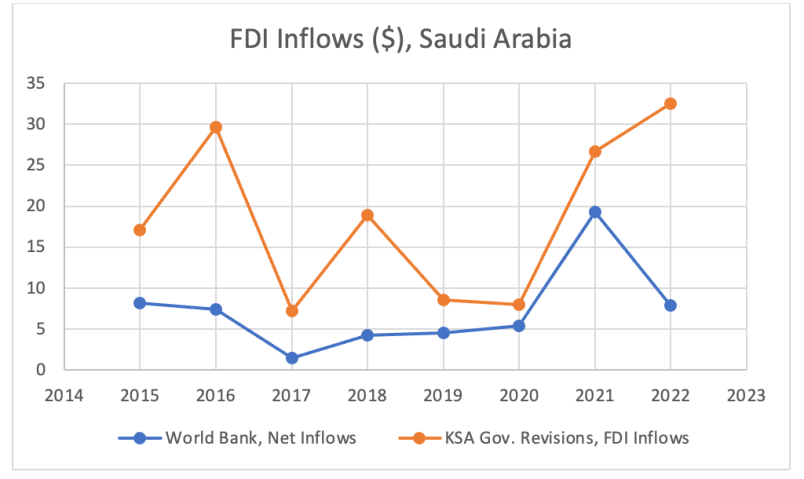 FDI Inflows ($), Saudi Arabia
35
30
25
20
15
10
5
0
2014 2015 2016 2017 2018 2019 2020 2021 2022 2023
World Bank, Net Inflows KSA Gov. Revisions, FDI Inflows